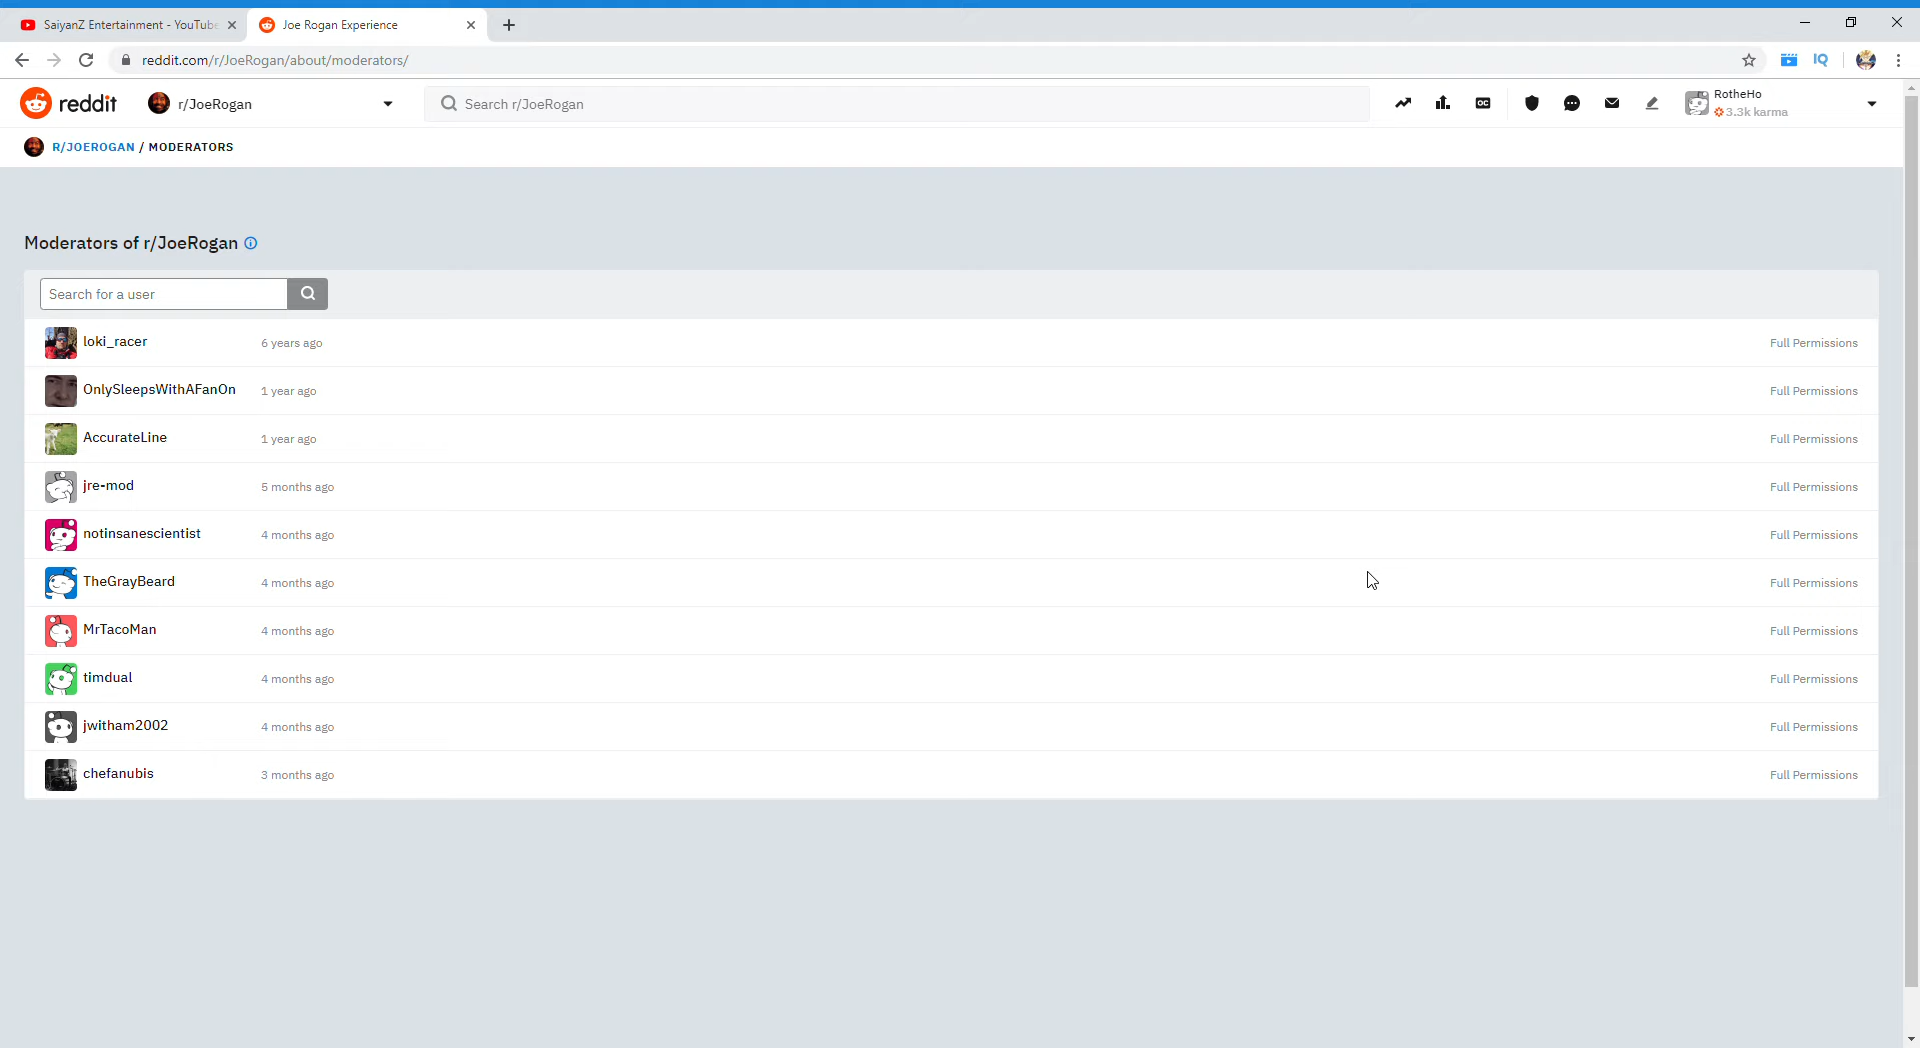 SaiyanZ Entertainment - YouTube
Joe Rogan Experience
reddit.com/r/JoeRogan/about/moderators/
IQ
reddit
r/JoeRogan
Search r/JoeRogan
OC
RotheHo
3.3k karma
R/JOEROGAN / MODERATORS
Moderators of r/JoeRogan
Search for a user
loki_racer 6 years ago Full Permissions
OnlySleepsWithAFanOn 1 year ago Full Permissions
AccurateLine 1 year ago Full Permissions
jre-mod 5 months ago Full Permissions
notinsanescientist 4 months ago Full Permissions
TheGrayBeard 4 months ago Full Permissions
MrTacoMan 4 months ago Full Permissions
timdual 4 months ago Full Permissions
jwitham2002 4 months ago Full Permissions
chefanubis 3 months ago Full Permissions